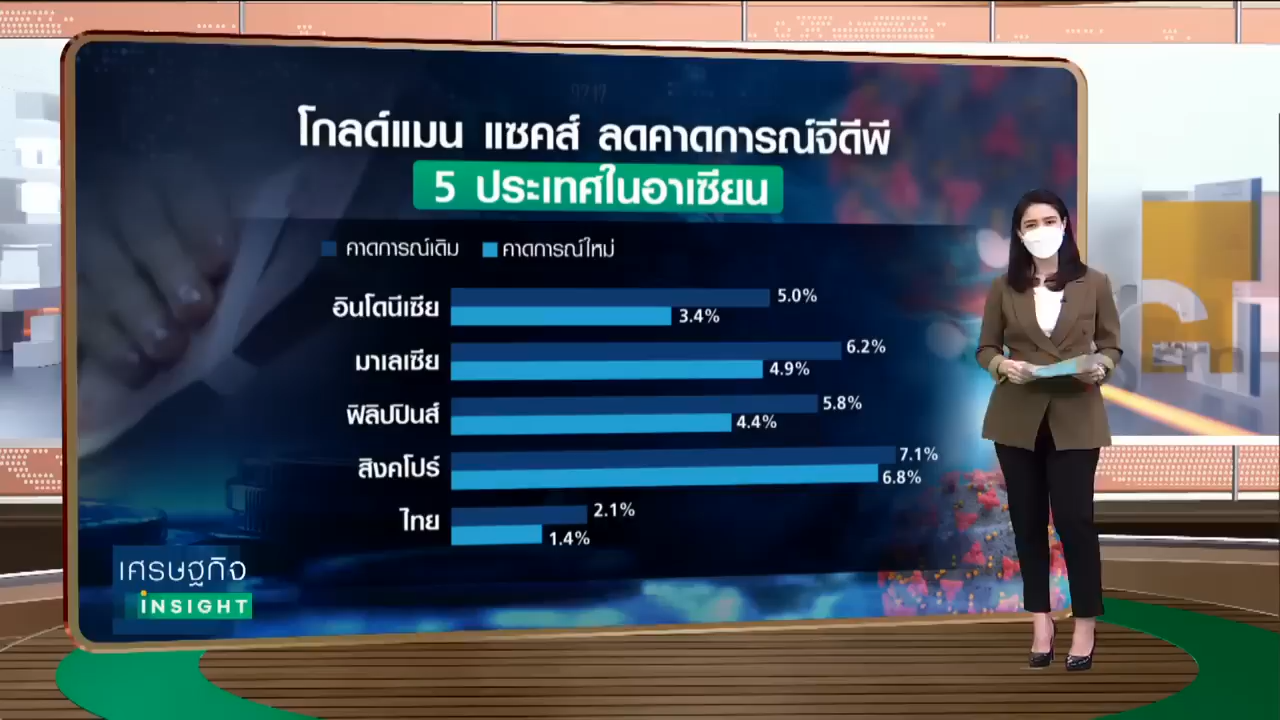 โกลด์แมน แซคส์ ลดคาดการณ์จีดีพี
5 ประเทศในอาเซียน
คาดการณ์เดิม คาดการณ์ใหม่
อินโดนีเซีย 5.0%
3.4%
มาเลเซีย 6.2%
4.9%
ฟิลิปปินส์ 5.8%
4.4%
สิงคโปร์ 7.1%
6.8%
ไทย 2.1%
1.4%
เศรษฐกิจ
INSIGHT